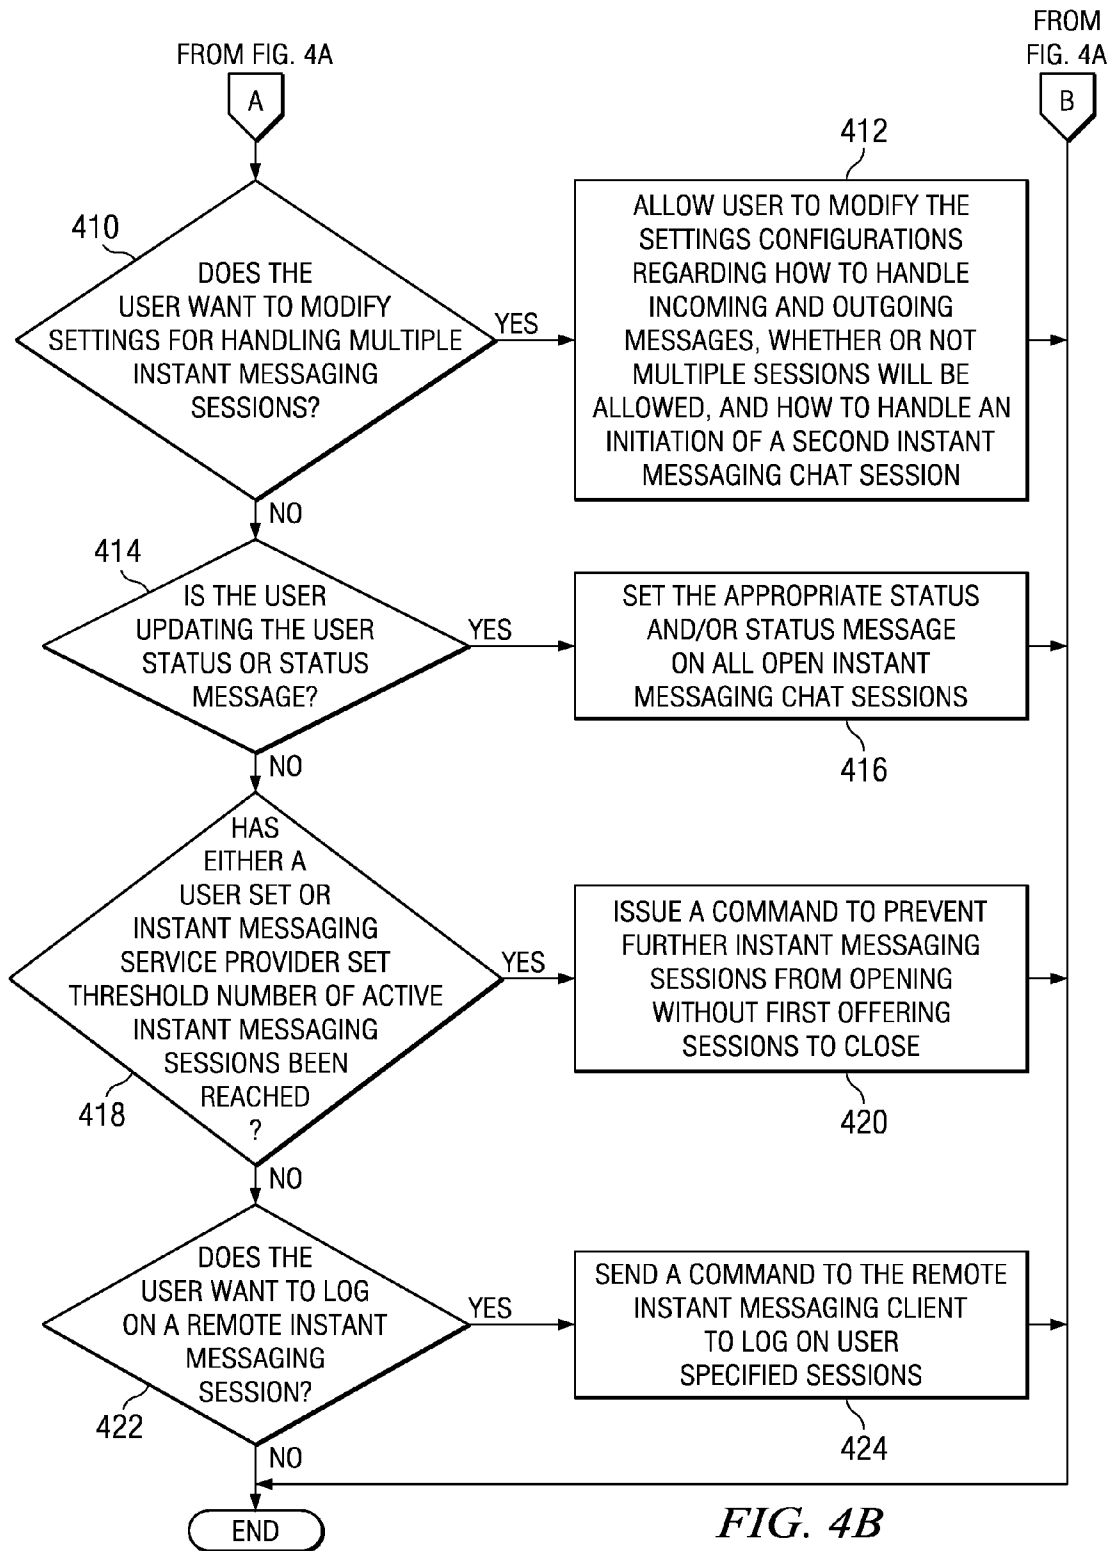 FROM FIG. 4A
A
FROM
FIG. 4A
B
410
DOES THE
USER WANT TO MODIFY
SETTINGS FOR HANDLING MULTIPLE
INSTANT MESSAGING
SESSIONS?
YES
412
ALLOW USER TO MODIFY THE
SETTINGS CONFIGURATIONS
REGARDING HOW TO HANDLE
INCOMING AND OUTGOING
MESSAGES, WHETHER OR NOT
MULTIPLE SESSIONS WILL BE
ALLOWED, AND HOW TO HANDLE AN
INITIATION OF A SECOND INSTANT
MESSAGING CHAT SESSION
NO
414
IS THE USER
UPDATING THE USER
STATUS OR STATUS
MESSAGE?
YES
SET THE APPROPRIATE STATUS
AND/OR STATUS MESSAGE
ON ALL OPEN INSTANT
MESSAGING CHAT SESSIONS
416
NO
HAS
EITHER A
USER SET OR
INSTANT MESSAGING
SERVICE PROVIDER SET
THRESHOLD NUMBER OF ACTIVE
INSTANT MESSAGING
SESSIONS BEEN
REACHED
?
418
YES
ISSUE A COMMAND TO PREVENT
FURTHER INSTANT MESSAGING
SESSIONS FROM OPENING
WITHOUT FIRST OFFERING
SESSIONS TO CLOSE
420
NO
DOES THE
USER WANT TO LOG
ON A REMOTE INSTANT
MESSAGING
SESSION?
422
YES
SEND A COMMAND TO THE REMOTE
INSTANT MESSAGING CLIENT
TO LOG ON USER
SPECIFIED SESSIONS
424
NO
END
FIG. 4B